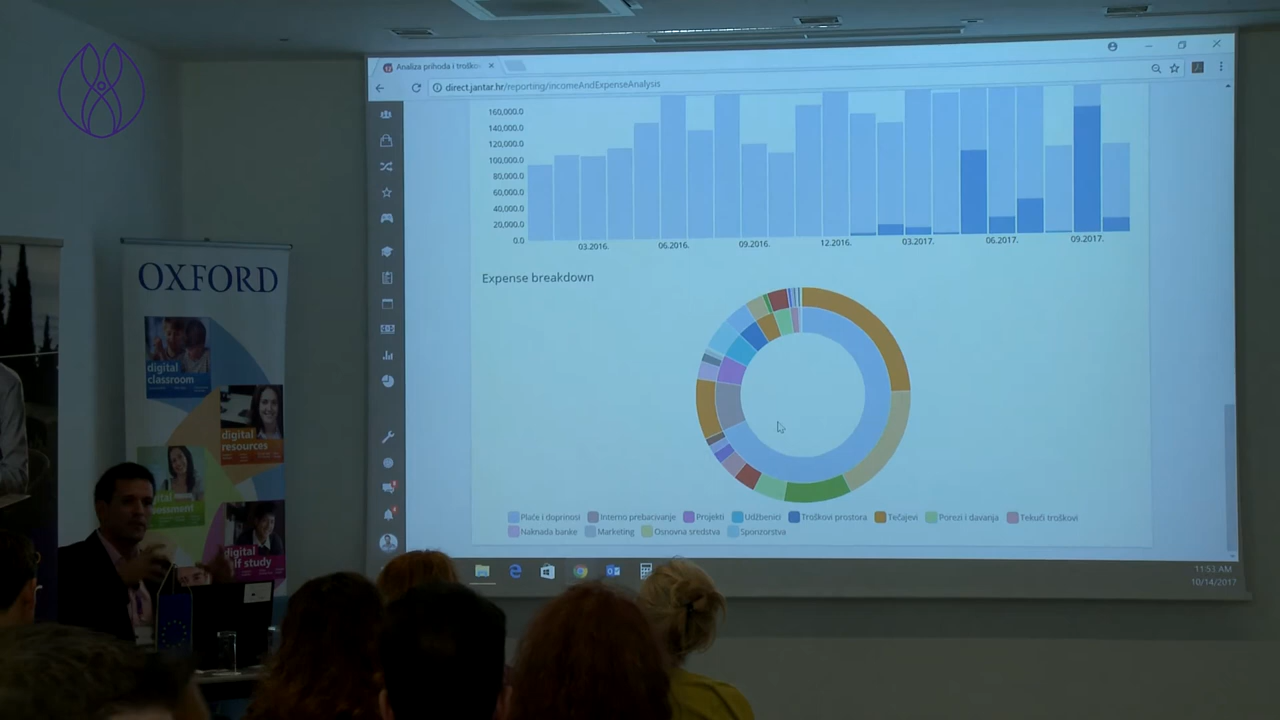 Analiza prihoda i troško
direct.jantar.hr/reporting/incomeAndExpenseAnalysis
160,000.0
140,000.0
120,000.0
100,000.0
80,000.0
60,000.0
40,000.0
20,000.0
0.0
03.2016. 06.2016. 09.2016. 12.2016. 03.2017. 06.2017. 09.2017.
Expense breakdown
Plaće i doprinosi Interno prebacivanje Projekti Udžbenici Troškovi prostora Tečajevi Porezi i davanja Tekući troškovi
Naknada banke Marketing Osnovna sredstva Sponzorstva
11:53 AM
10/14/2017
OXFORD
digital
classroom
digital
resources
digital